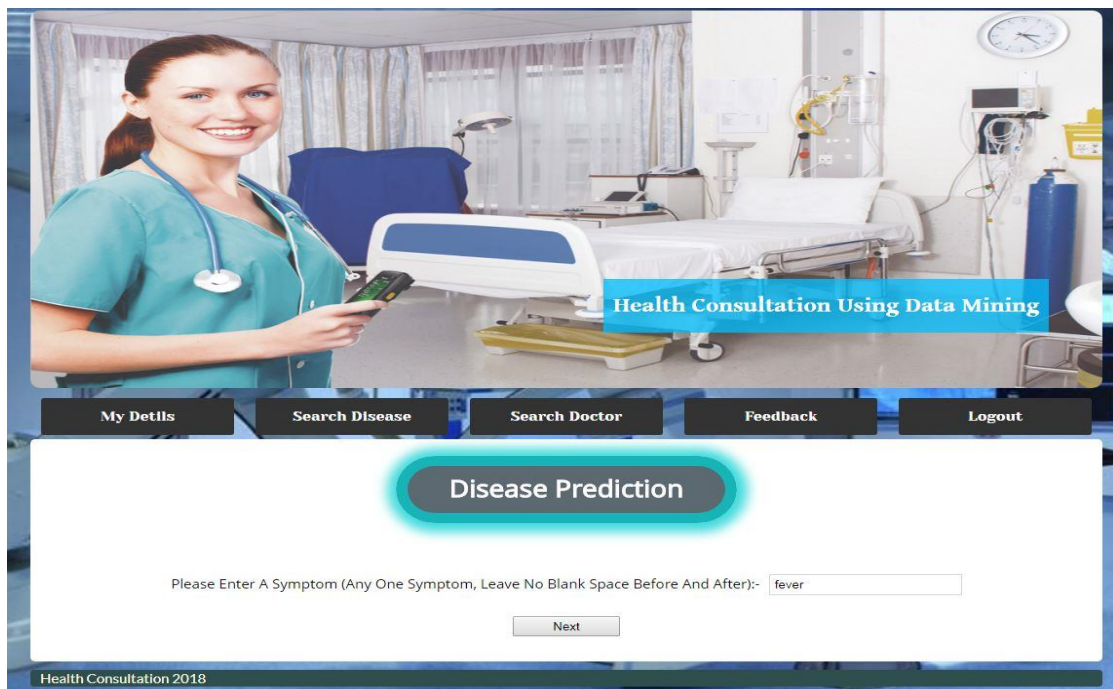 Health Consultation Using Data Mining
My Detlls
Search Disease
Search Doctor
Feedback
Logout
Disease Prediction
Please Enter A Symptom (Any One Symptom, Leave No Blank Space Before And After):- fever
Next
Health Consultation 2018